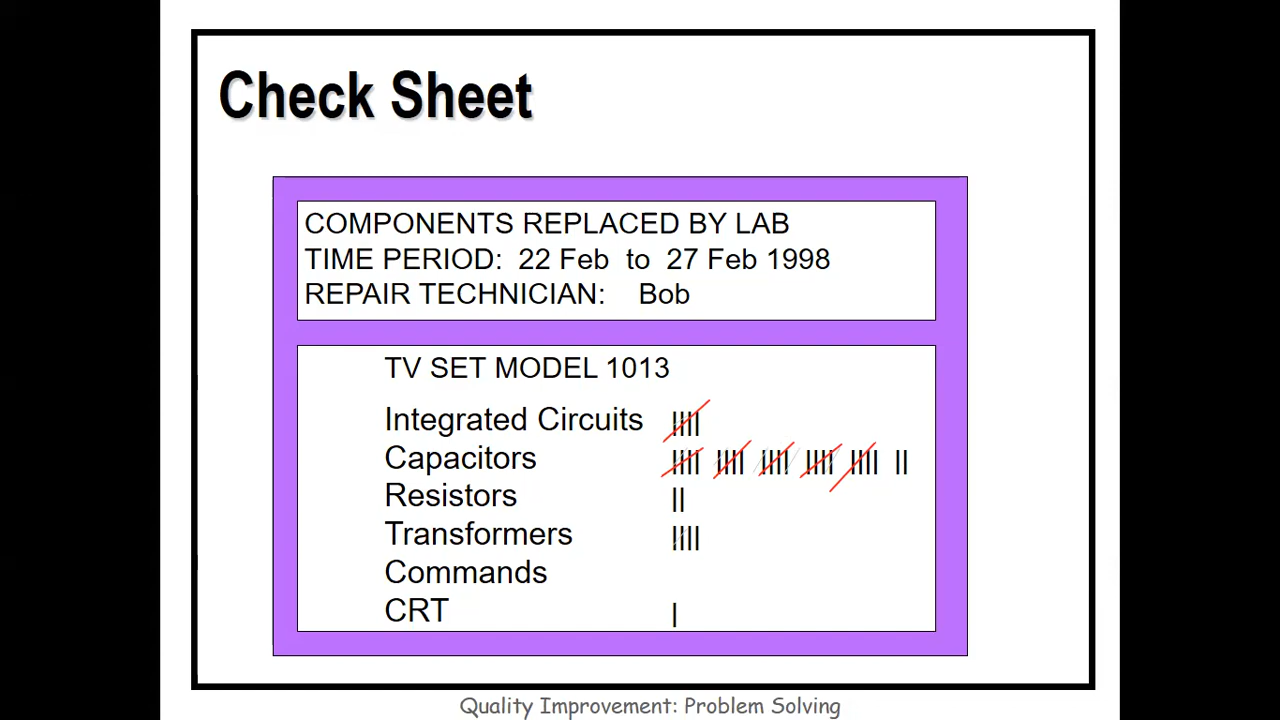 Check Sheet
COMPONENTS REPLACED BY LAB
TIME PERIOD: 22 Feb to 27 Feb 1998
REPAIR TECHNICIAN: Bob
TV SET MODEL 1013
Integrated Circuits ||||
Capacitors |||| |||| |||| |||| |||| ||
Resistors ||
Transformers ||||
Commands
CRT |
Quality Improvement: Problem Solving